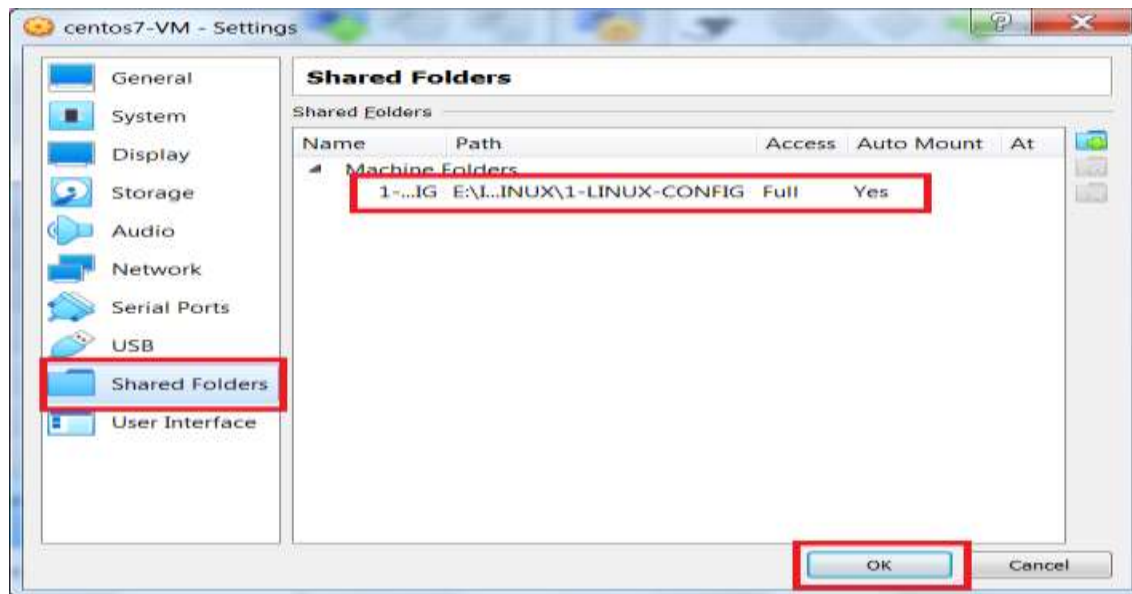 centos7-VM - Settings
General
System
Display
Storage
Audio
Network
Serial Ports
USB
Shared Folders
User Interface
Shared Folders
Shared Folders
Name Path Access Auto Mount At
Machine Folders
1-...IG E:\I...INUX\1-LINUX-CONFIG Full Yes
OK Cancel